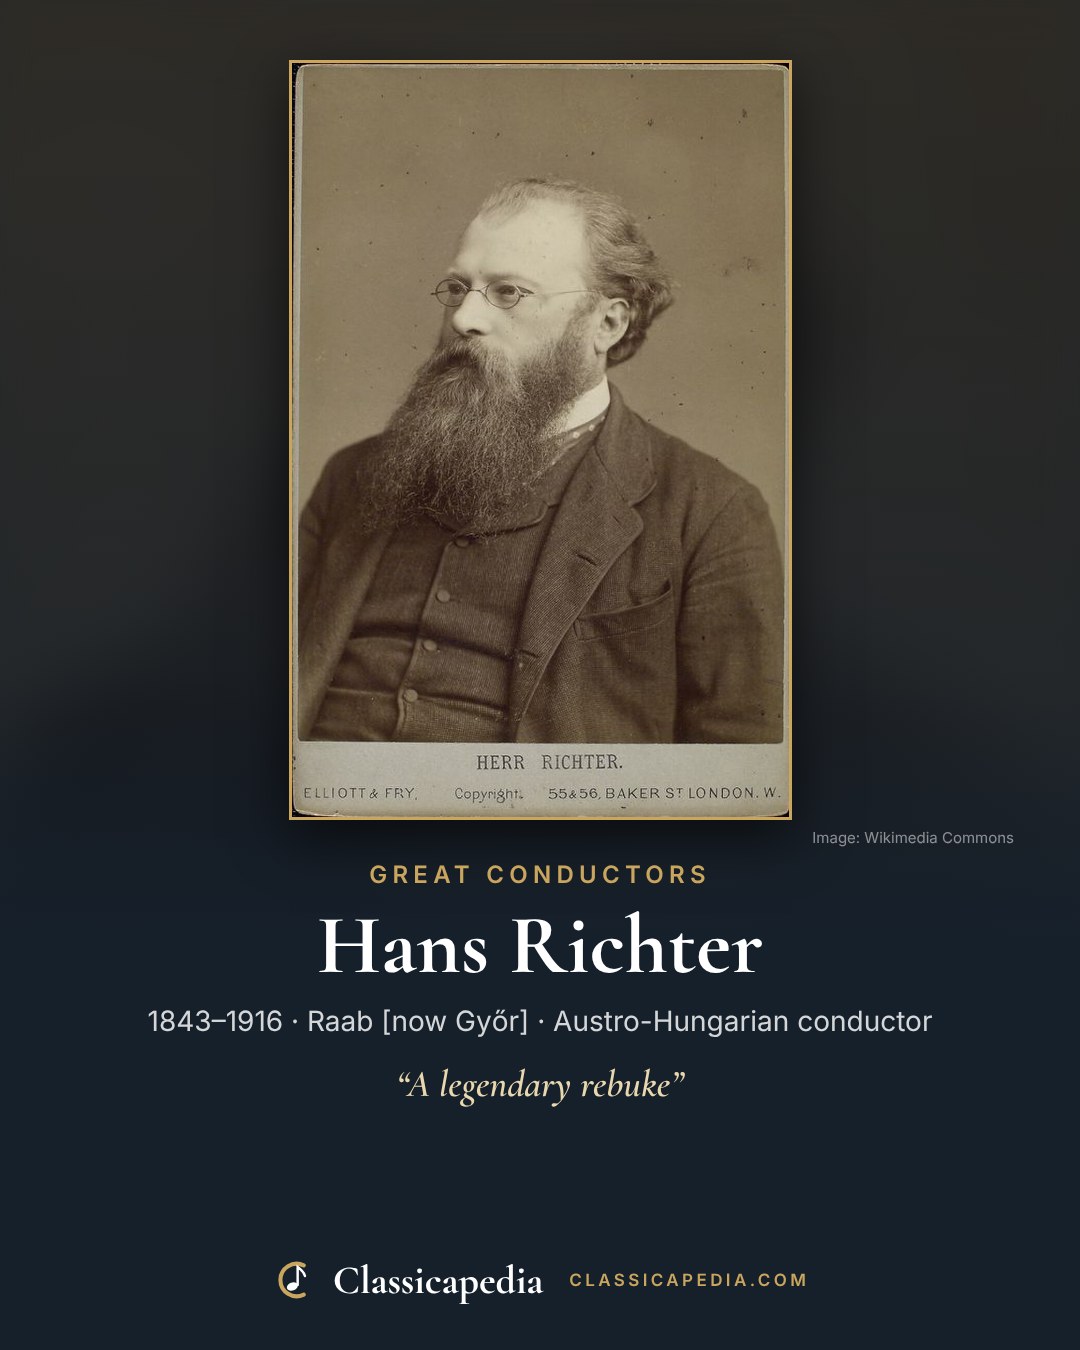 HERR RICHTER.
ELLIOTT & FRY, Copyright. 55&56, BAKER ST LONDON. W.
Image: Wikimedia Commons
GREAT CONDUCTORS
Hans Richter
1843–1916 · Raab [now Győr] · Austro-Hungarian conductor
“A legendary rebuke”
Classicapedia CLASSICAPEDIA.COM